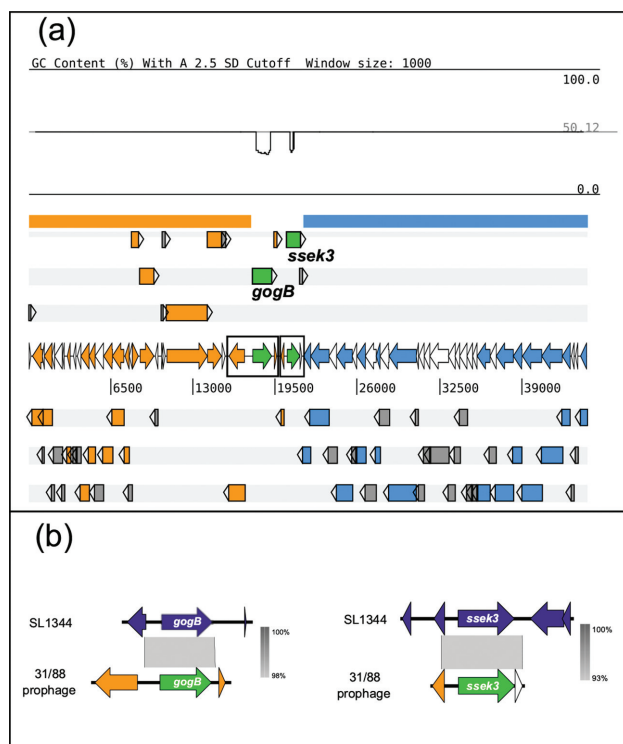 (a)
GC Content (%) With A 2.5 SD Cutoff Window size: 1000
100.0
50.12
0.0
ssek3
gogB
6500 13000 19500 26000 32500 39000
(b)
SL1344 gogB
100%
98%
31/88 prophage gogB
SL1344 ssek3
100%
93%
31/88 prophage ssek3